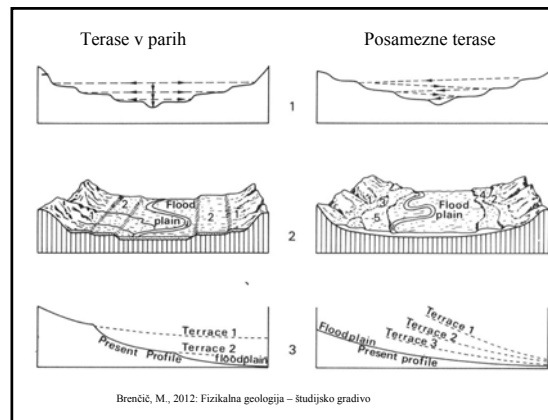 Terase v parih
Posamezne terase
1
2
Flood
plain
2
1
3
5
Flood
plain
4
2
2
Terrace 1
Terrace 2
floodplain
Present Profile
3
Floodplain
Present profile
Terrace 1
Terrace 2
Terrace 3
Brenčič, M., 2012: Fizikalna geologija – študijsko gradivo